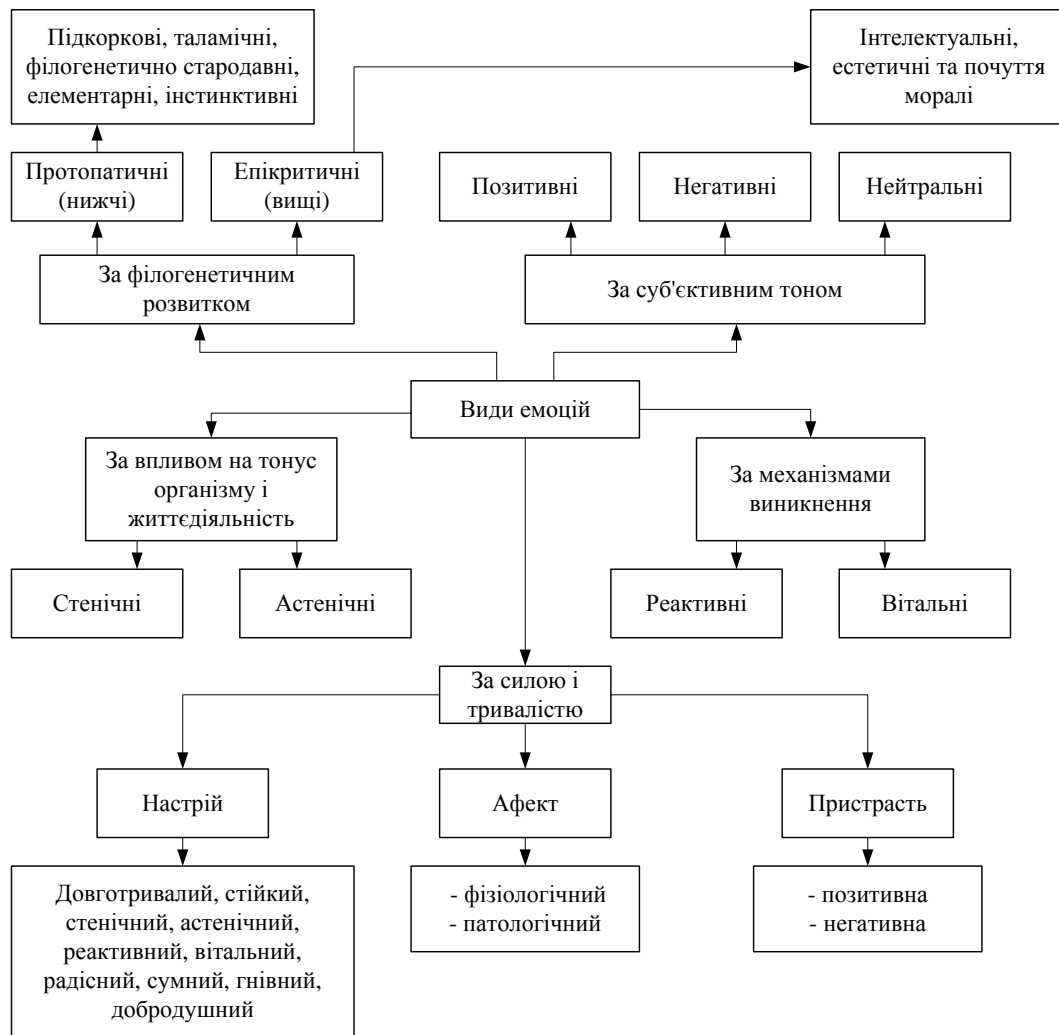 Підкоркові, таламічні,
філогенетично стародавні,
елементарні, інстинктивні
Інтелектуальні,
естетичні та почуття
моралі
Протопатичні
(нижчі)
Епікритичні
(вищі)
Позитивні
Негативні
Нейтральні
За філогенетичним
розвитком
За суб'єктивним тоном
Види емоцій
За впливом на тонус
організму і
життєдіяльність
За механізмами
виникнення
Стенічні
Астенічні
Реактивні
Вітальні
За силою і
тривалістю
Настрій
Афект
Пристрасть
Довготривалий, стійкий,
стенічний, астенічний,
реактивний, вітальний,
радісний, сумний, гнівний,
добродушний
- фізіологічний
- патологічний
- позитивна
- негативна